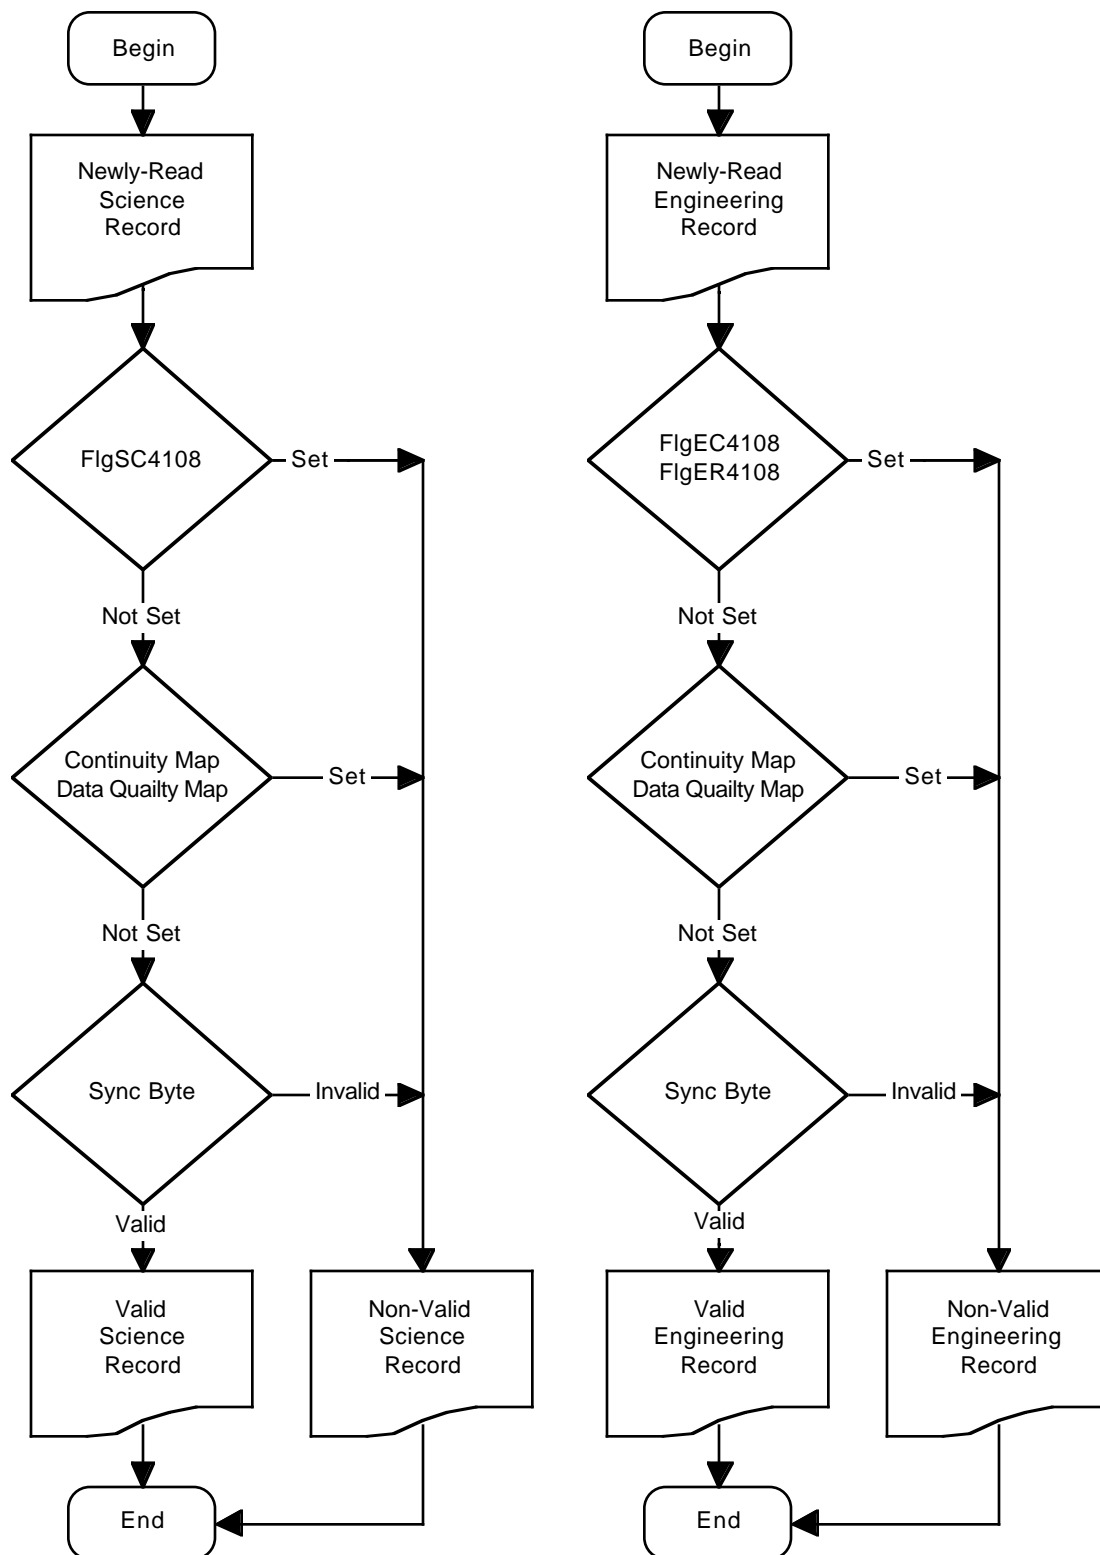 Begin
Newly-Read
Science
Record
FlgSC4108
Set
Not Set
Continuity Map
Data Quailty Map
Set
Not Set
Sync Byte
Invalid
Valid
Valid
Science
Record
Non-Valid
Science
Record
End
Begin
Newly-Read
Engineering
Record
FlgEC4108
FlgER4108
Set
Not Set
Continuity Map
Data Quailty Map
Set
Not Set
Sync Byte
Invalid
Valid
Valid
Engineering
Record
Non-Valid
Engineering
Record
End